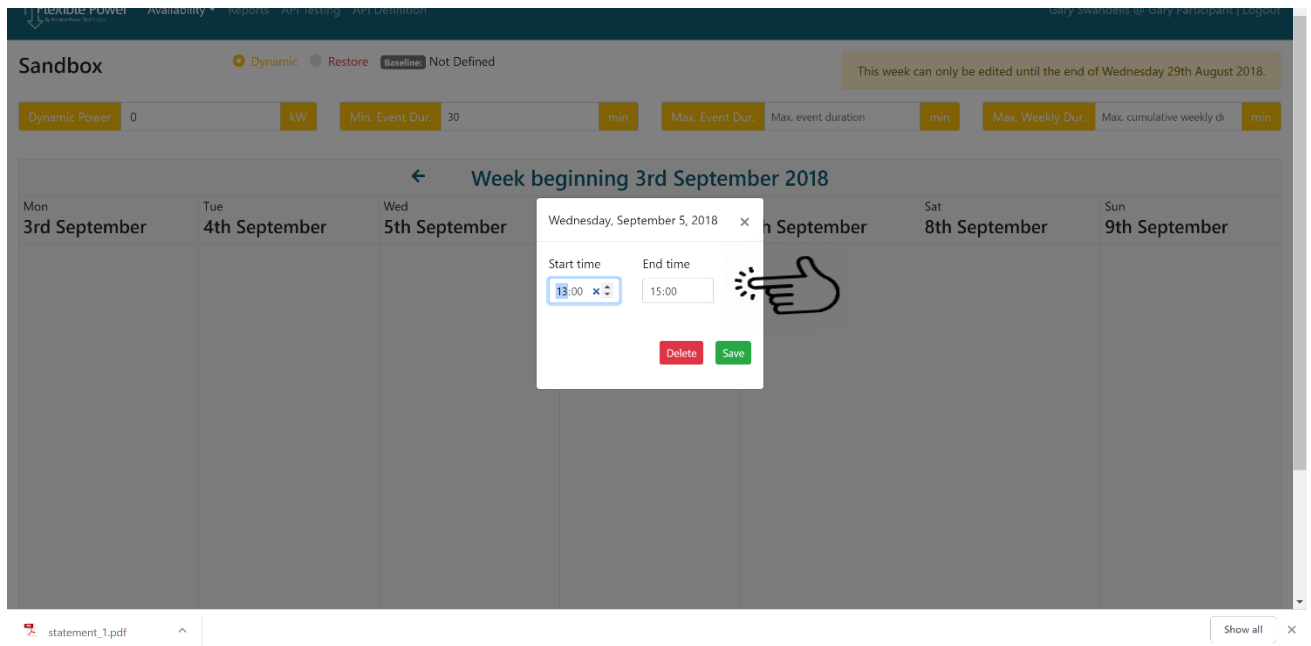 Flexible Power Availability Reports API Testing API Definition Gary Swandells @ Gary Participant | Logout
Sandbox Dynamic Restore Baseline: Not Defined This week can only be edited until the end of Wednesday 29th August 2018.
Dynamic Power 0 kW Min. Event Dur. 30 min Max. Event Dur. Max. event duration min Max. Weekly Dur. Max. cumulative weekly du min
Week beginning 3rd September 2018
Mon Tue Wed Sat Sun
3rd September 4th September 5th September h September 8th September 9th September
Wednesday, September 5, 2018 ×
Start time End time
13:00 × 15:00
Delete Save
statement_1.pdf Show all ×